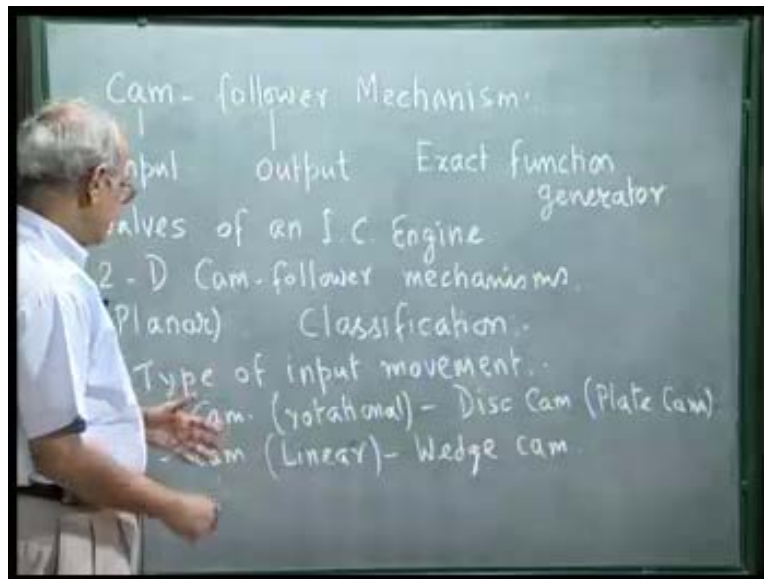 Cam - follower Mechanism.
Input output Exact function
generator
Valves of an I.C. Engine
2-D Cam-follower mechanisms.
(Planar) Classification.
Type of input movement.
Cam. (rotational) - Disc Cam (Plate Cam)
- Cam (Linear) - Wedge cam